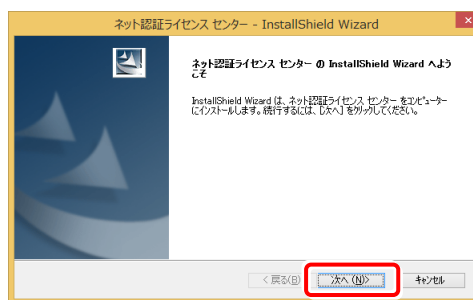 ネット認証ライセンス センター - InstallShield Wizard
ネット認証ライセンス センター の InstallShield Wizard へよう
こそ
InstallShield Wizard は、ネット認証ライセンス センター をコンピューター
にインストールします。続行するには、[次へ] をクリックしてください。
< 戻る(B)
次へ (N)>
キャンセル